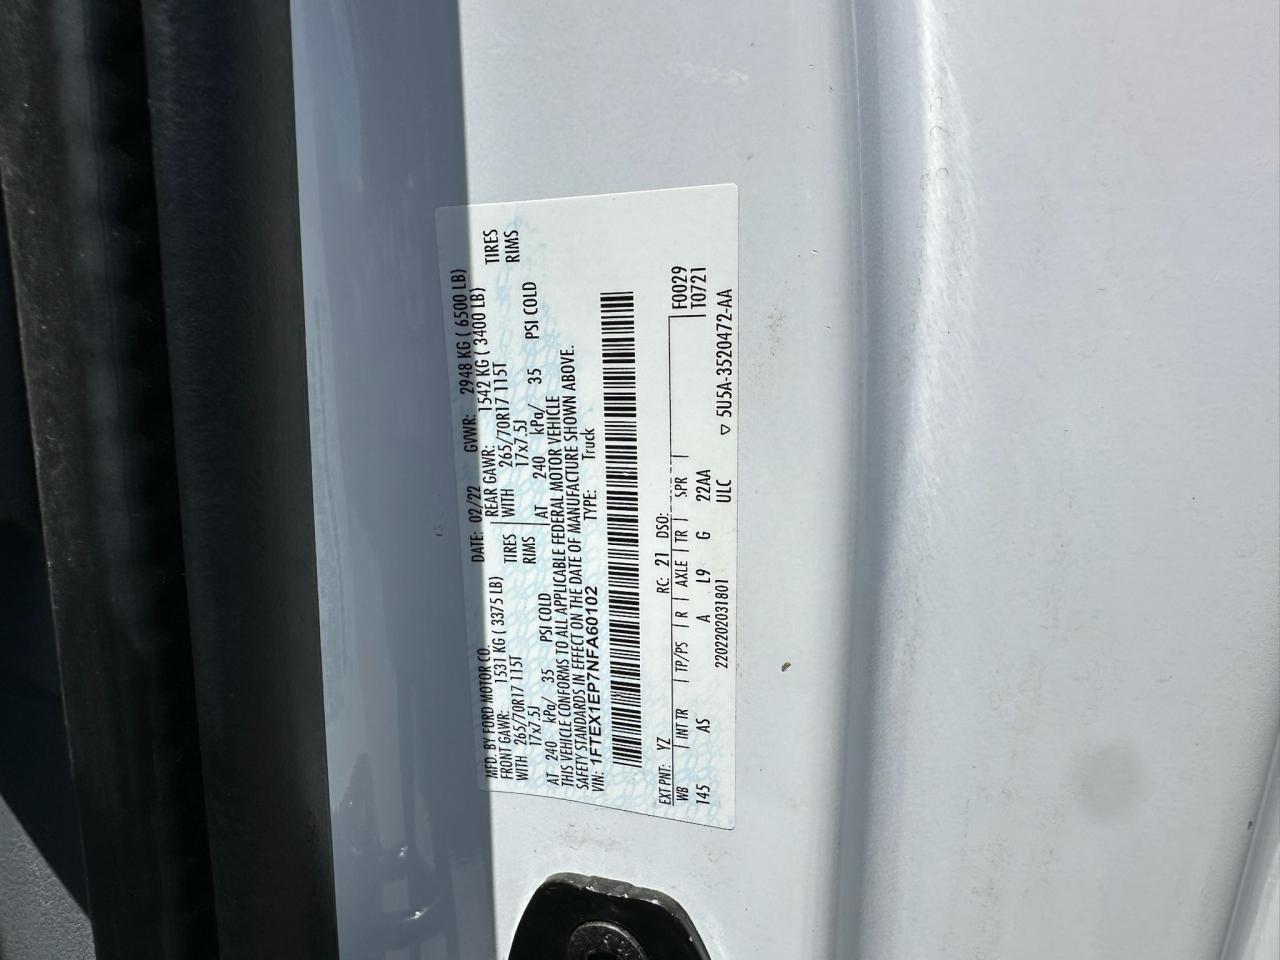 MFD. BY FORD MOTOR CO.
DATE: 02/22 GVWR: 2948 KG ( 6500 LB)
FRONT GAWR: 1531 KG ( 3375 LB)
REAR GAWR: 1542 KG ( 3400 LB)
WITH 265/70R17 115T TIRES
WITH 265/70R17 115T TIRES
17x7.5J RIMS
17x7.5J RIMS
AT 240 kPa/ 35 PSI COLD
AT 240 kPa/ 35 PSI COLD
THIS VEHICLE CONFORMS TO ALL APPLICABLE FEDERAL MOTOR VEHICLE
SAFETY STANDARDS IN EFFECT ON THE DATE OF MANUFACTURE SHOWN ABOVE.
VIN: 1FTEX1EP7NFA60102 TYPE: Truck
EXT PNT: YZ RC: 21 DSO: F0029
WB INT TR TP/PS R AXLE TR SPR T0721
145 AS A L9 G 22AA
2202202031801 ULC ▽ 5U5A-3520472-AA